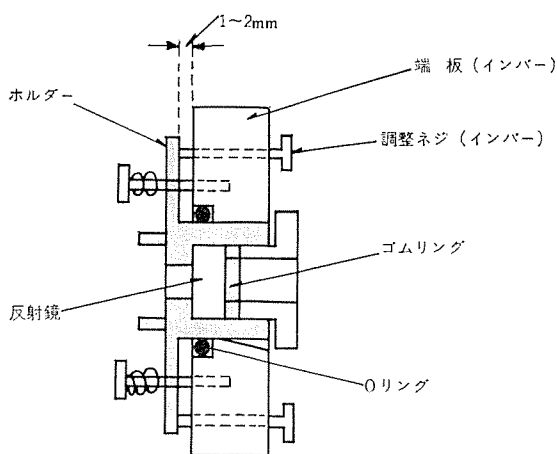 1~2mm
端 板 (インバー)
ホルダー
調整ネジ (インバー)
ゴムリング
反射鏡
Oリング